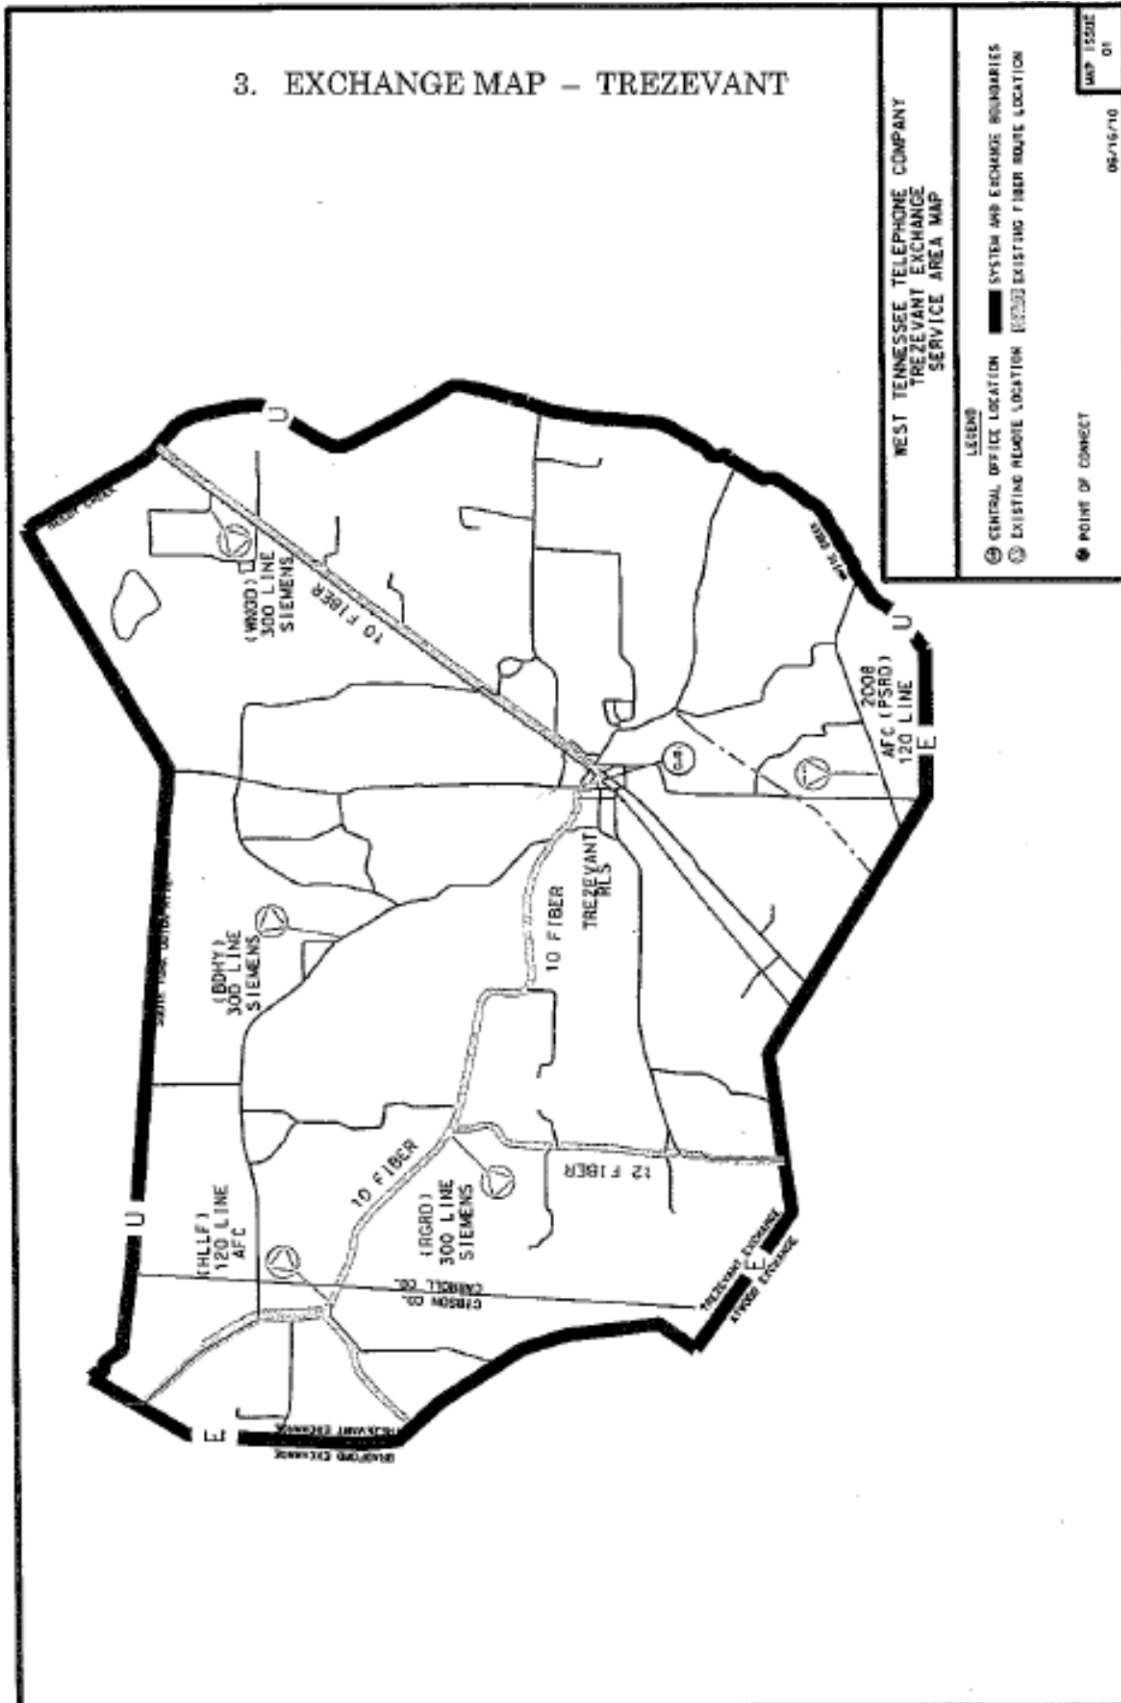 3. EXCHANGE MAP – TREZEVANT
WEST TENNESSEE TELEPHONE COMPANY
TREZEVANT EXCHANGE
SERVICE AREA MAP
LEGEND
CENTRAL OFFICE LOCATION
SYSTEM AND EXCHANGE BOUNDARIES
EXISTING REMOTE LOCATION
EXISTING FIBER ROUTE LOCATION
POINT OF CONNECT
MAP ISSUE
01
U
REEDY CREEK
300 LINE
SIEMENS
10 FIBER
U
2008
AFC (PSRD)
120 LINE
E
TREZEVANT
RLS
10 FIBER
(BDHY)
300 LINE
SIEMENS
10 FIBER
12 FIBER
(RGRD)
300 LINE
SIEMENS
U
(HLLF)
120 LINE
AFC
CARROLL CO.
GIBSON CO.
TREZEVANT EXCHANGE
ATWOOD EXCHANGE
E
E
TREZEVANT EXCHANGE
BRADFORD EXCHANGE